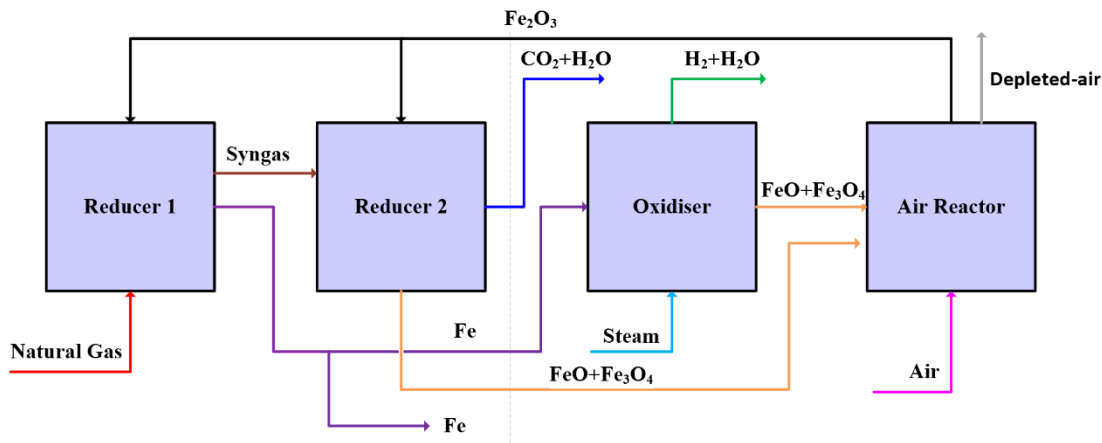 Fe₂O₃
CO₂+H₂O
H₂+H₂O
Depleted-air
Syngas
FeO+Fe₃O₄
Reducer 1
Reducer 2
Oxidiser
Air Reactor
Natural Gas
Fe
Steam
FeO+Fe₃O₄
Air
Fe